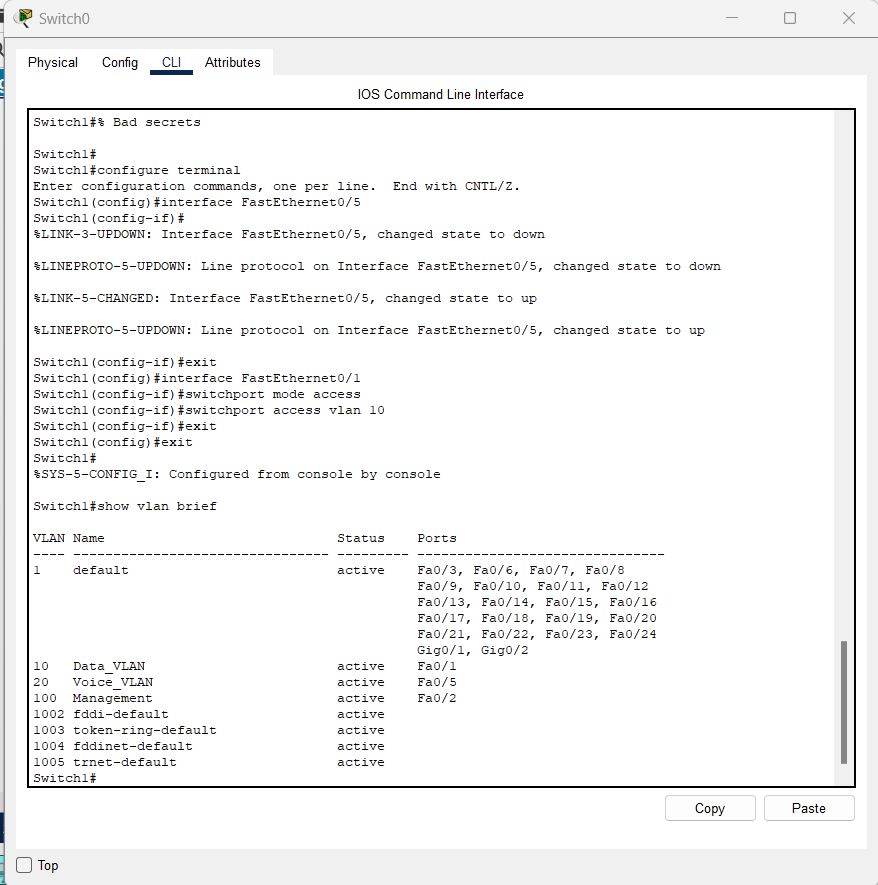 Switch0
Physical Config CLI Attributes
IOS Command Line Interface
Switch1#% Bad secrets
Switch1#
Switch1#configure terminal
Enter configuration commands, one per line.  End with CNTL/Z.
Switch1(config)#interface FastEthernet0/5
Switch1(config-if)#
%LINK-3-UPDOWN: Interface FastEthernet0/5, changed state to down
%LINEPROTO-5-UPDOWN: Line protocol on Interface FastEthernet0/5, changed state to down
%LINK-5-CHANGED: Interface FastEthernet0/5, changed state to up
%LINEPROTO-5-UPDOWN: Line protocol on Interface FastEthernet0/5, changed state to up
Switch1(config-if)#exit
Switch1(config)#interface FastEthernet0/1
Switch1(config-if)#switchport mode access
Switch1(config-if)#switchport access vlan 10
Switch1(config-if)#exit
Switch1(config)#exit
Switch1#
%SYS-5-CONFIG_I: Configured from console by console
Switch1#show vlan brief
VLAN Name                             Status    Ports
---- -------------------------------- --------- -------------------------------
1    default                          active    Fa0/3, Fa0/6, Fa0/7, Fa0/8
                                                Fa0/9, Fa0/10, Fa0/11, Fa0/12
                                                Fa0/13, Fa0/14, Fa0/15, Fa0/16
                                                Fa0/17, Fa0/18, Fa0/19, Fa0/20
                                                Fa0/21, Fa0/22, Fa0/23, Fa0/24
                                                Gig0/1, Gig0/2
10   Data_VLAN                        active    Fa0/1
20   Voice_VLAN                       active    Fa0/5
100  Management                       active    Fa0/2
1002 fddi-default                     active
1003 token-ring-default               active
1004 fddinet-default                  active
1005 trnet-default                    active
Switch1#
Copy Paste
Top